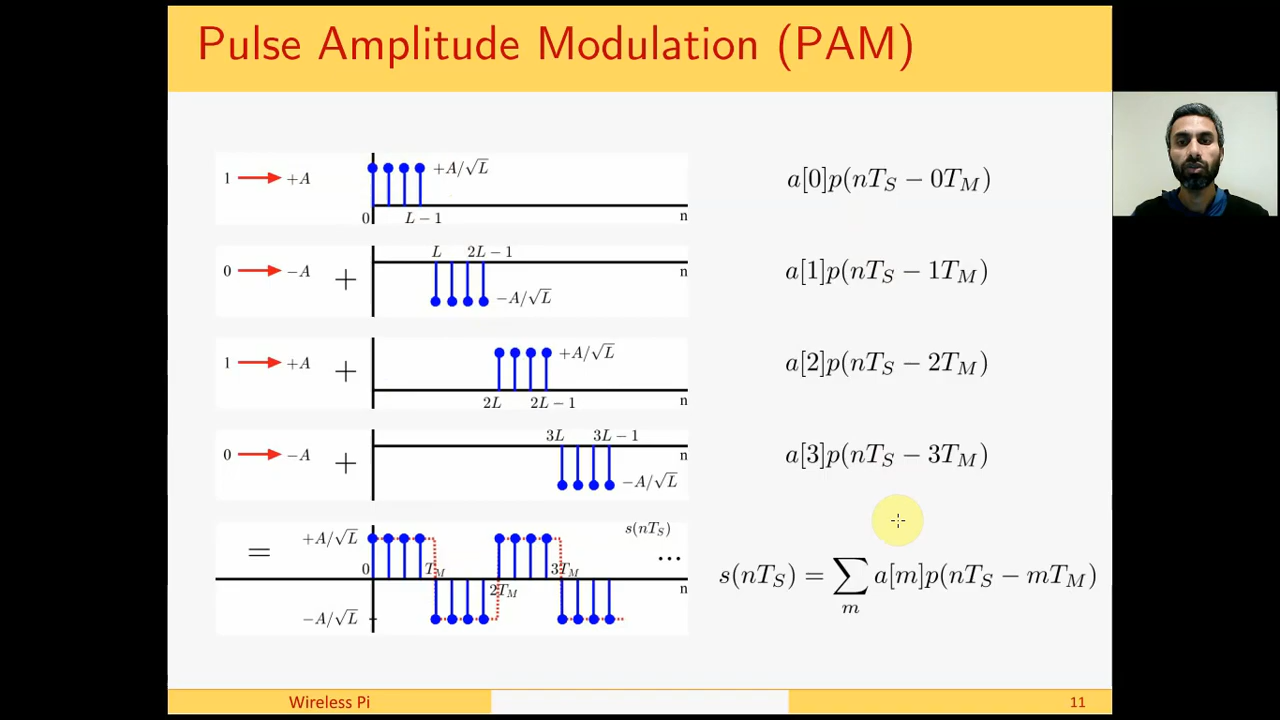 Pulse Amplitude Modulation (PAM)
1 → +A
+A/√L
0
L − 1
n
a[0]p(nT_S − 0T_M)
0 → −A
+
L
2L − 1
n
−A/√L
a[1]p(nT_S − 1T_M)
1 → +A
+
+A/√L
2L
2L − 1
n
a[2]p(nT_S − 2T_M)
0 → −A
+
3L
3L − 1
n
−A/√L
a[3]p(nT_S − 3T_M)
=
+A/√L
s(nT_S)
...
0
T_M
2T_M
3T_M
n
−A/√L
s(nT_S) = ∑_m a[m]p(nT_S − mT_M)
Wireless Pi
11